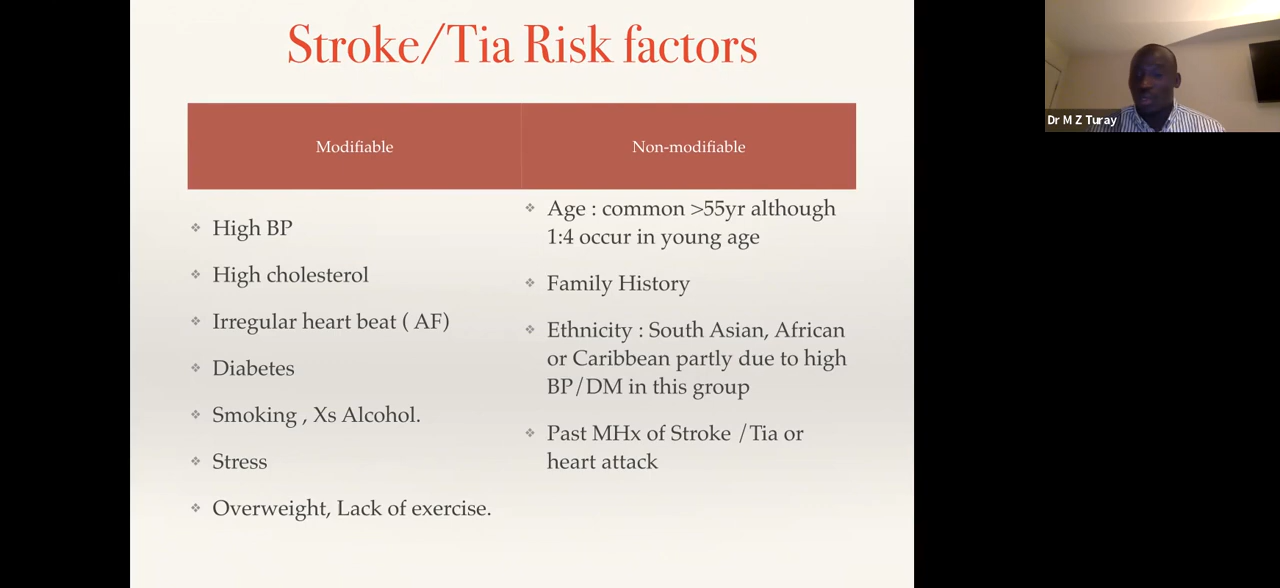 Stroke/Tia Risk factors
Modifiable
Non-modifiable
High BP
High cholesterol
Irregular heart beat ( AF)
Diabetes
Smoking , Xs Alcohol.
Stress
Overweight, Lack of exercise.
Age : common >55yr although
1:4 occur in young age
Family History
Ethnicity : South Asian, African
or Caribbean partly due to high
BP/DM in this group
Past MHx of Stroke /Tia or
heart attack
Dr M Z Turay